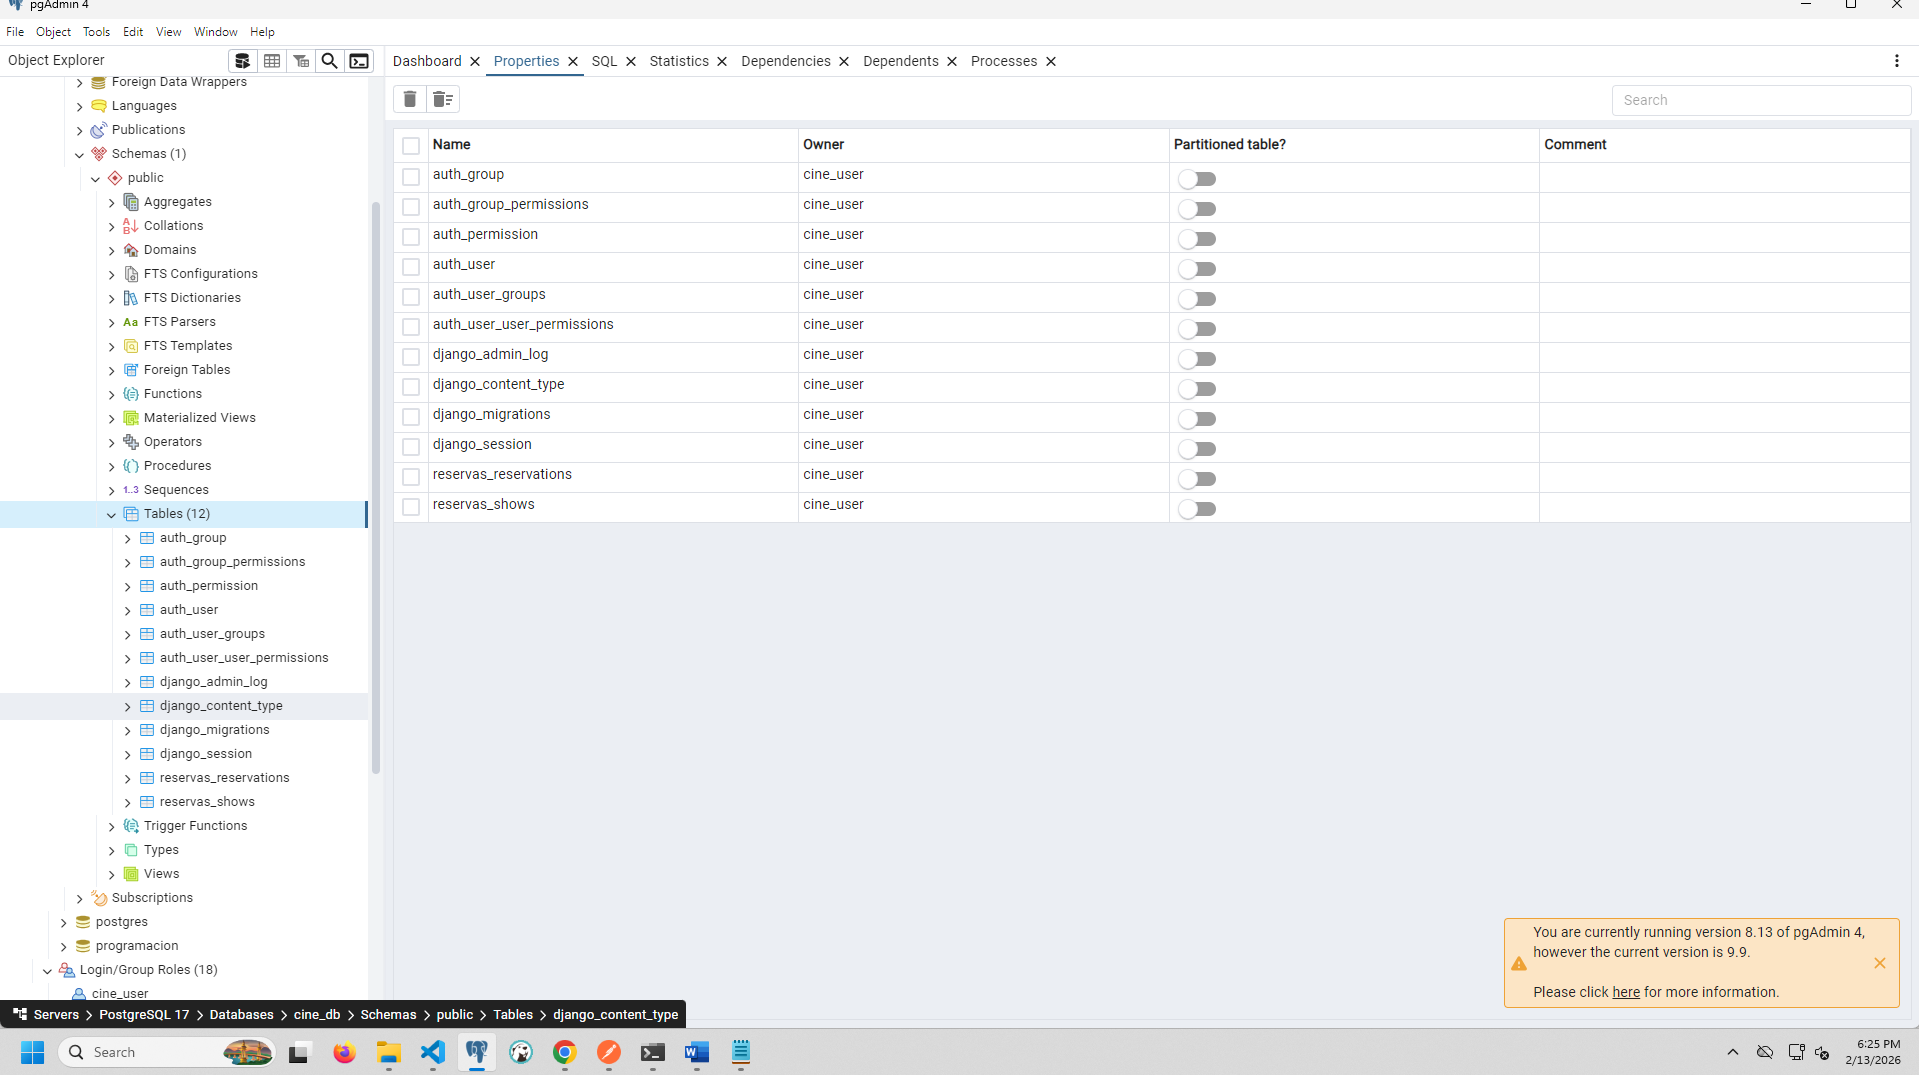 pgAdmin 4
File Object Tools Edit View Window Help
Object Explorer
Foreign Data Wrappers
Languages
Publications
Schemas (1)
public
Aggregates
Collations
Domains
FTS Configurations
FTS Dictionaries
Aa FTS Parsers
FTS Templates
Foreign Tables
Functions
Materialized Views
Operators
Procedures
1..3 Sequences
Tables (12)
auth_group
auth_group_permissions
auth_permission
auth_user
auth_user_groups
auth_user_user_permissions
django_admin_log
django_content_type
django_migrations
django_session
reservas_reservations
reservas_shows
Trigger Functions
Types
Views
Subscriptions
postgres
programacion
Login/Group Roles (18)
cine_user
Dashboard Properties SQL Statistics Dependencies Dependents Processes
Search
Name Owner Partitioned table? Comment
auth_group cine_user
auth_group_permissions cine_user
auth_permission cine_user
auth_user cine_user
auth_user_groups cine_user
auth_user_user_permissions cine_user
django_admin_log cine_user
django_content_type cine_user
django_migrations cine_user
django_session cine_user
reservas_reservations cine_user
reservas_shows cine_user
You are currently running version 8.13 of pgAdmin 4,
however the current version is 9.9.
Please click here for more information.
Servers > PostgreSQL 17 > Databases > cine_db > Schemas > public > Tables > django_content_type
Search
6:25 PM
2/13/2026